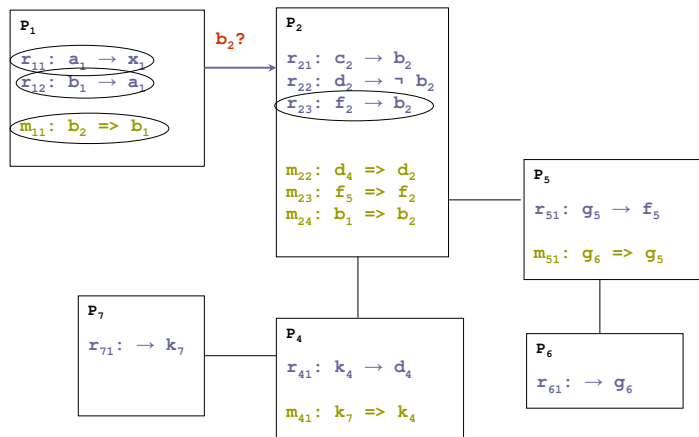 P₁
r₁₁: a₁ → x₁
r₁₂: b₁ → a₁
m₁₁: b₂ => b₁
b₂?
P₂
r₂₁: c₂ → b₂
r₂₂: d₂ → ¬ b₂
r₂₃: f₂ → b₂
m₂₂: d₄ => d₂
m₂₃: f₅ => f₂
m₂₄: b₁ => b₂
P₅
r₅₁: g₅ → f₅
m₅₁: g₆ => g₅
P₇
r₇₁: → k₇
P₄
r₄₁: k₄ → d₄
m₄₁: k₇ => k₄
P₆
r₆₁: → g₆